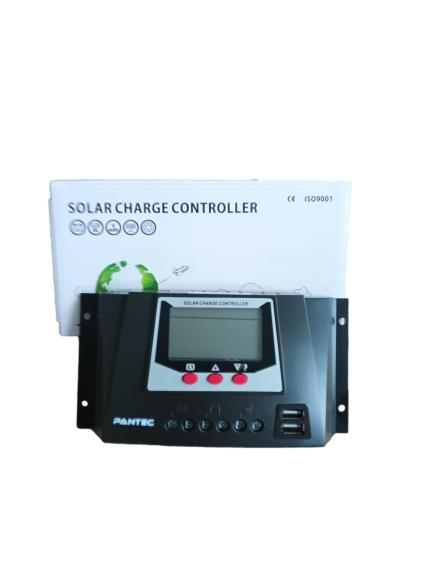 SOLAR CHARGE CONTROLLER
CE ISO9001
SOLAR CHARGE CONTROLLER
PANTEC